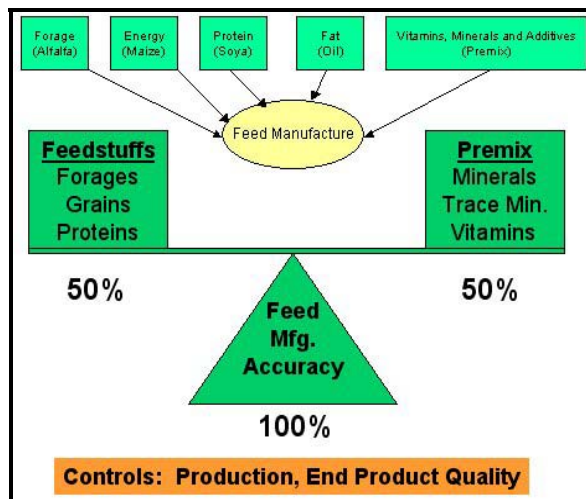 Forage
(Alfalfa)
Energy
(Maize)
Protein
(Soya)
Fat
(Oil)
Vitamins, Minerals and Additives
(Premix)
Feed Manufacture
Feedstuffs
Forages
Grains
Proteins
Premix
Minerals
Trace Min.
Vitamins
50%
50%
Feed
Mfg.
Accuracy
100%
Controls: Production, End Product Quality